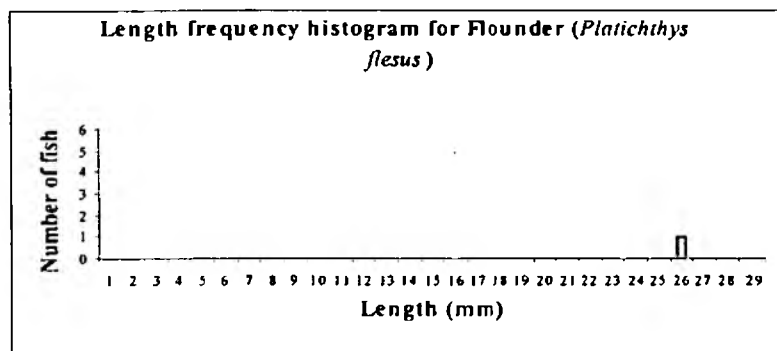 Length frequency histogram for Flounder (Platichthys
flesus)
Number of fish
6
5
4
3
2
1
0
1 2 3 4 5 6 7 8 9 10 11 12 13 14 15 16 17 18 19 20 21 22 23 24 25 26 27 28 29
Length (mm)